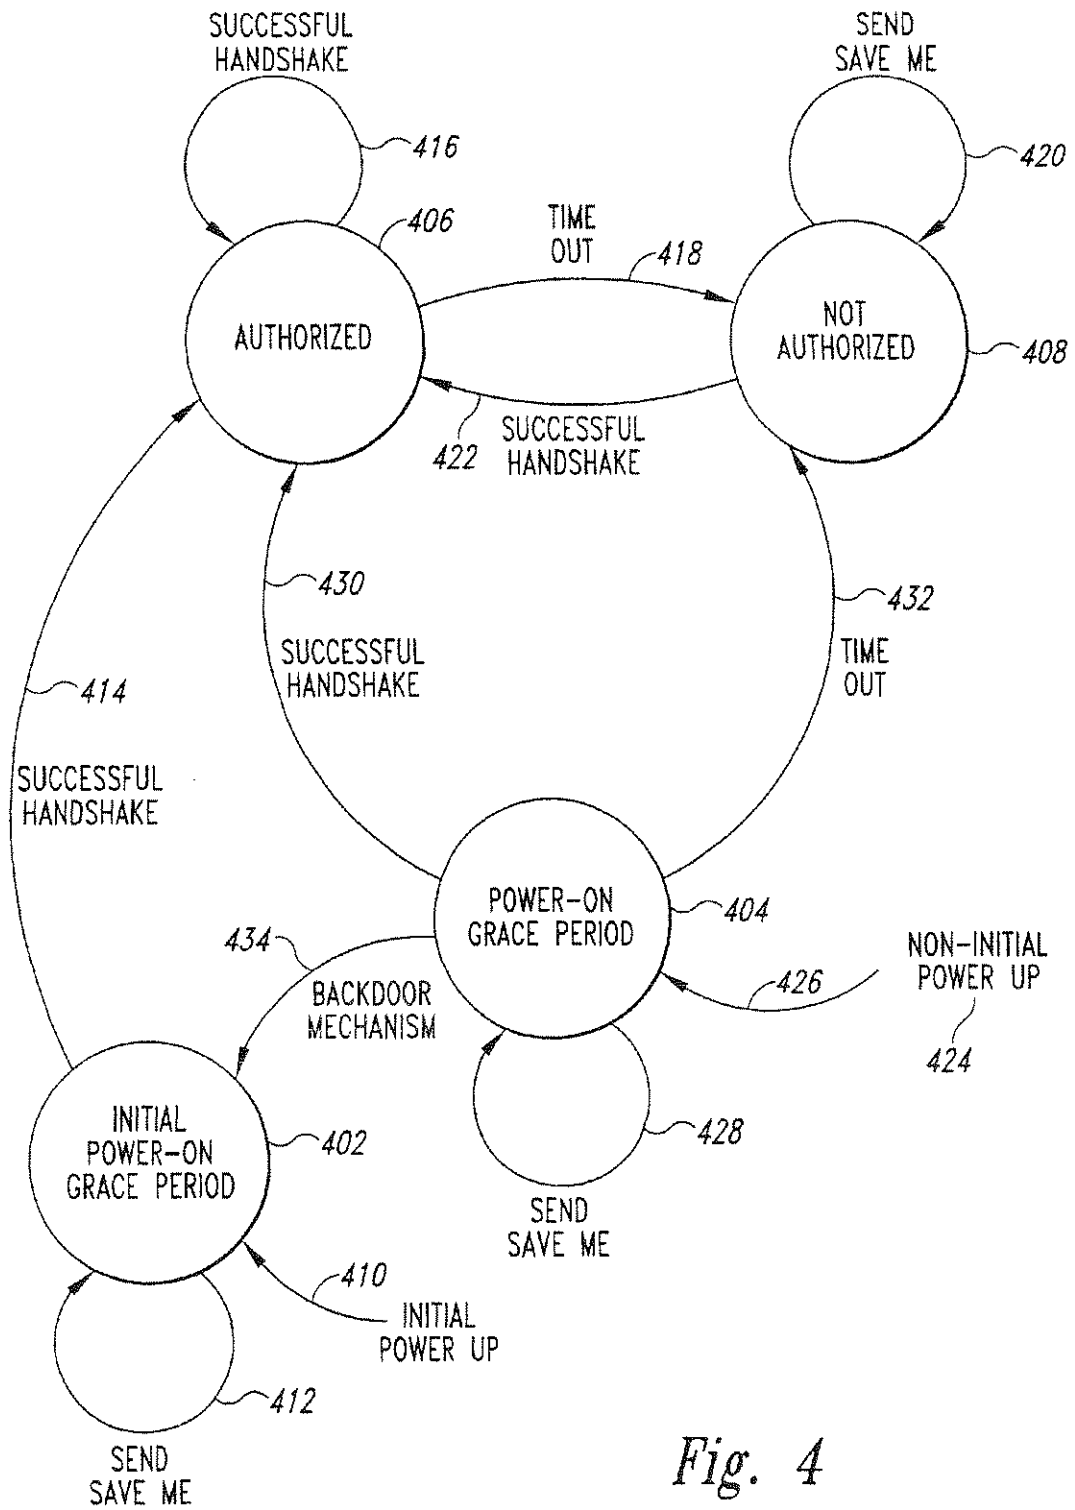 SUCCESSFUL
HANDSHAKE
SEND
SAVE ME
416
420
406
TIME
OUT
418
AUTHORIZED
NOT
AUTHORIZED
408
422
SUCCESSFUL
HANDSHAKE
430
432
SUCCESSFUL
HANDSHAKE
TIME
OUT
414
SUCCESSFUL
HANDSHAKE
POWER-ON
GRACE PERIOD
404
434
BACKDOOR
MECHANISM
NON-INITIAL
POWER UP
426
424
INITIAL
POWER-ON
GRACE PERIOD
402
428
SEND
SAVE ME
410
INITIAL
POWER UP
412
SEND
SAVE ME
Fig. 4